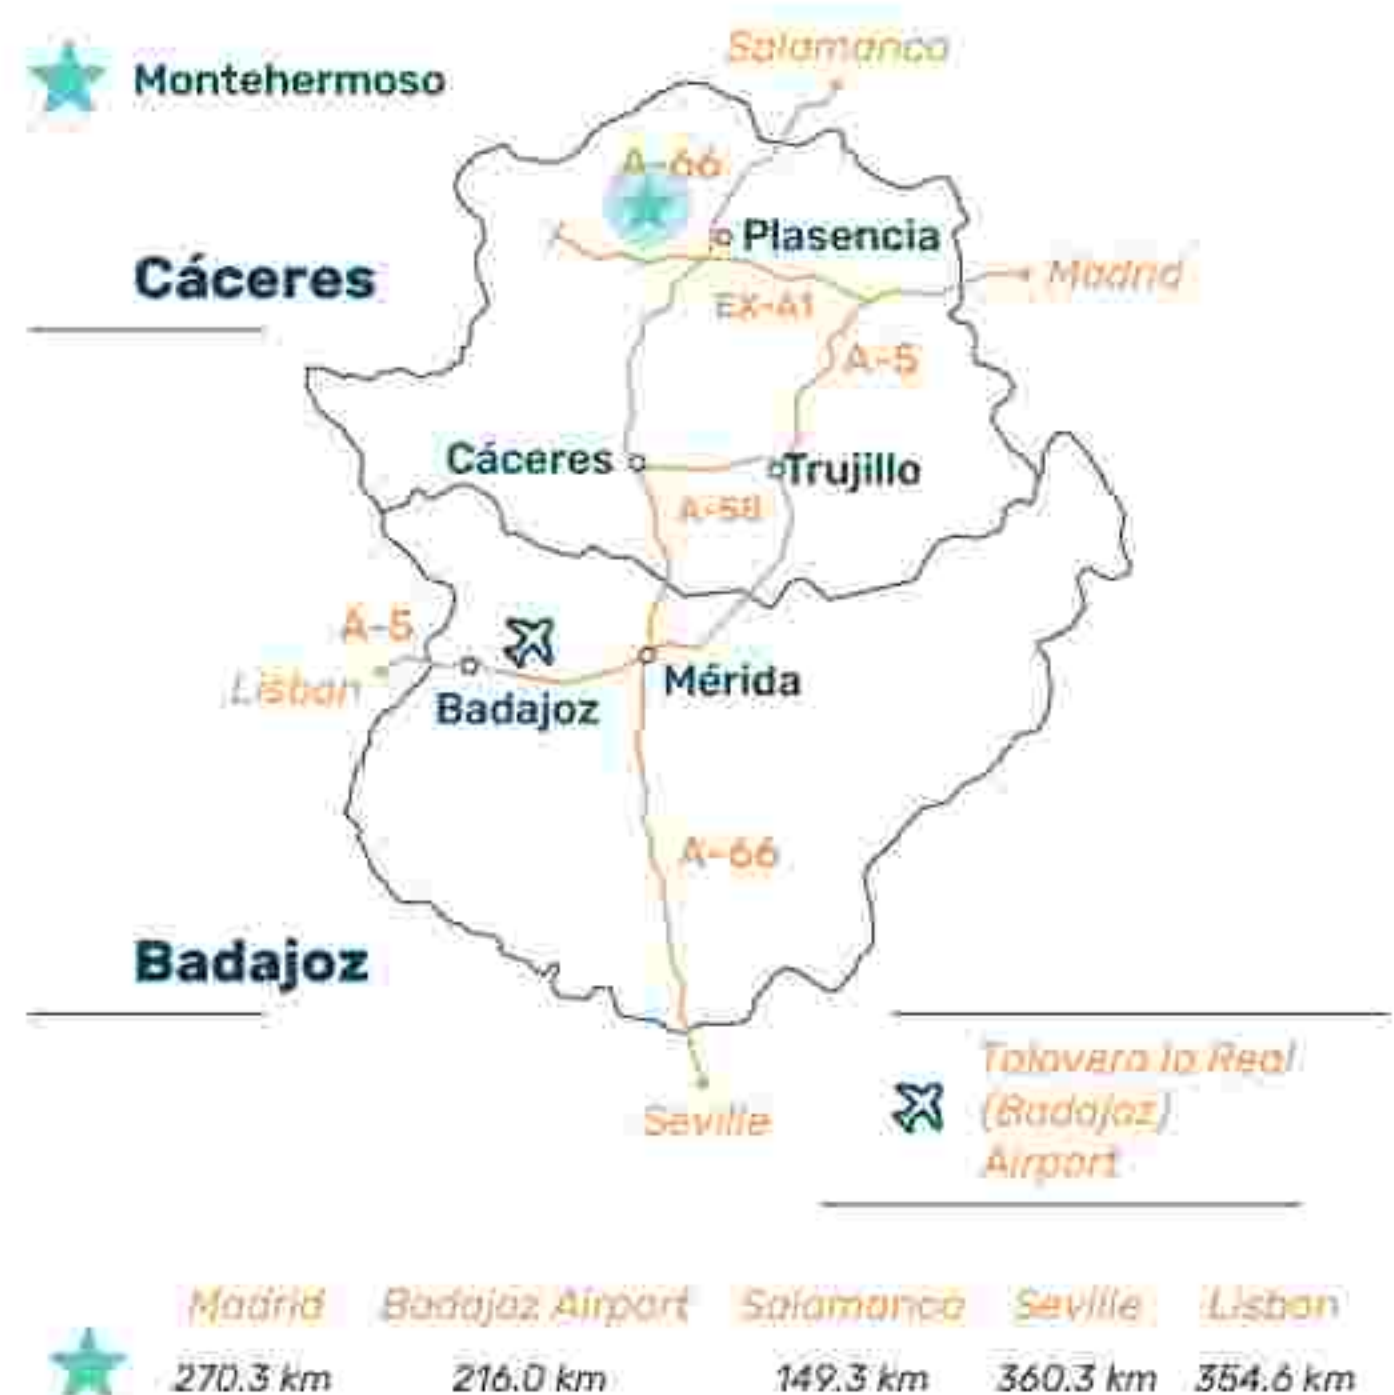 Montehermoso
Salamanca
A-66
Plasencia
Cáceres
Madrid
EX-A1
A-5
Cáceres
Trujillo
A-58
A-5
Lisban
Badajoz
Mérida
A-66
Badajoz
Seville
Talavera la Real
(Badajoz)
Airport
Madrid Badajoz Airport Salamanca Seville Lisban
270.3 km 216.0 km 149.3 km 360.3 km 354.6 km